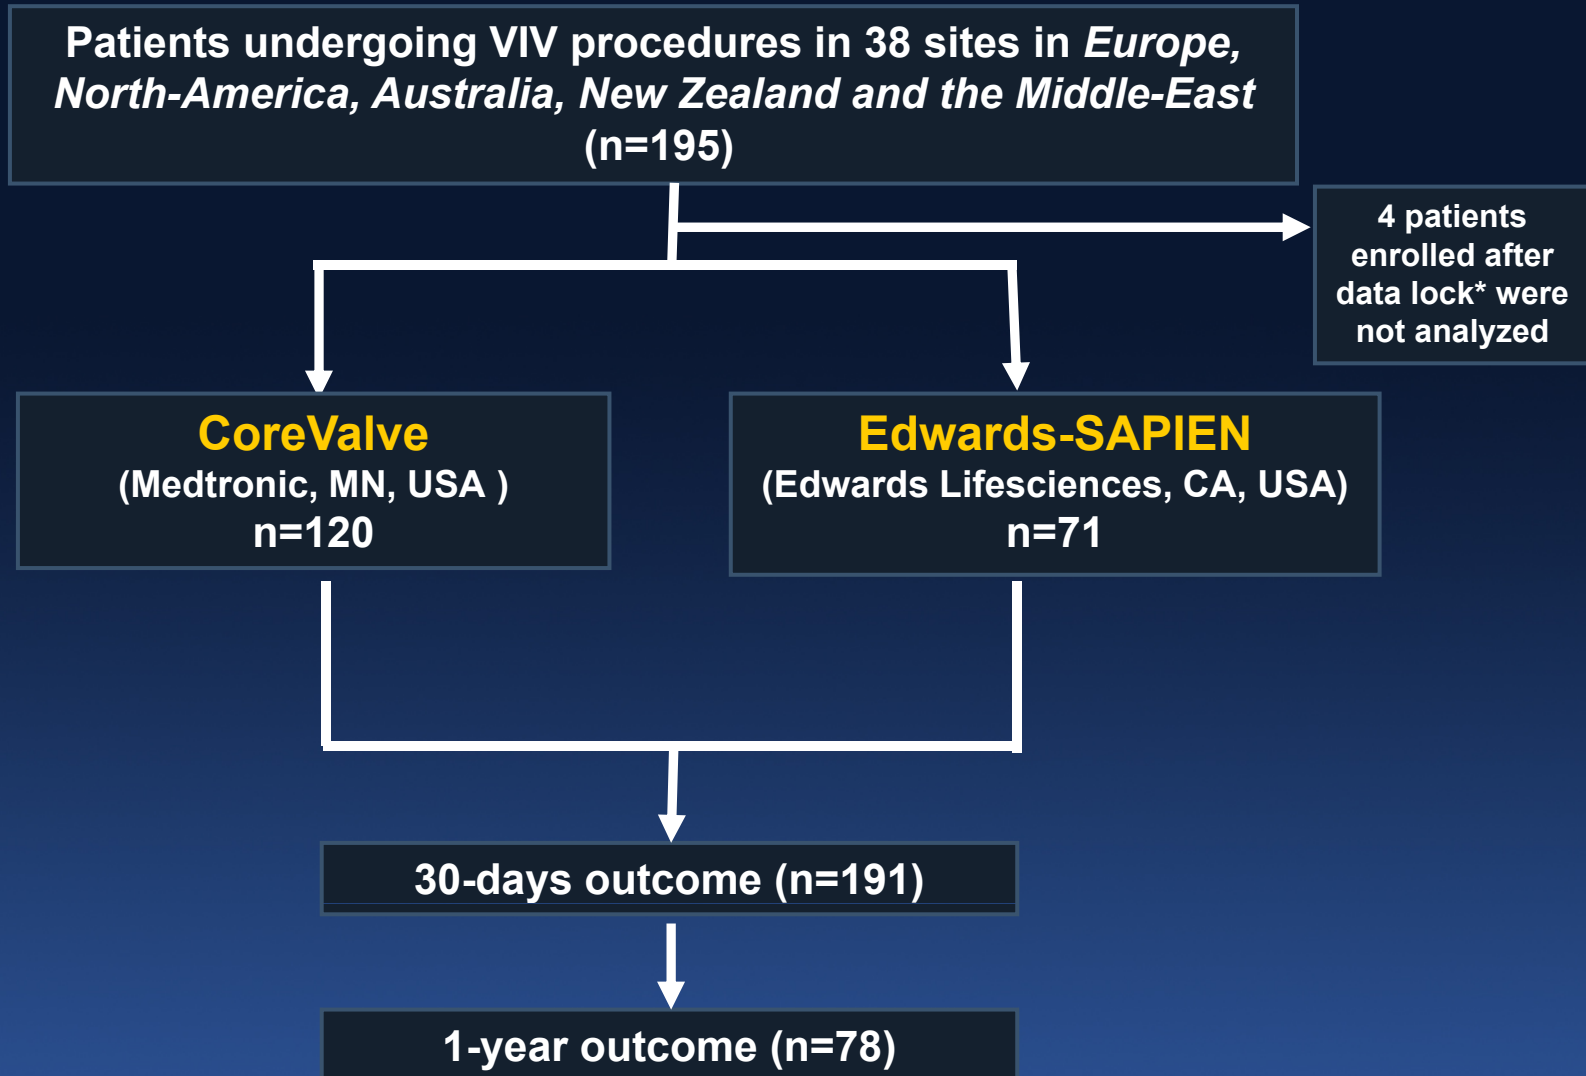 Patients undergoing VIV procedures in 38 sites in Europe,
North-America, Australia, New Zealand and the Middle-East
(n=195)
4 patients
enrolled after
data lock* were
not analyzed
CoreValve
(Medtronic, MN, USA )
n=120
Edwards-SAPIEN
(Edwards Lifesciences, CA, USA)
n=71
30-days outcome (n=191)
1-year outcome (n=78)